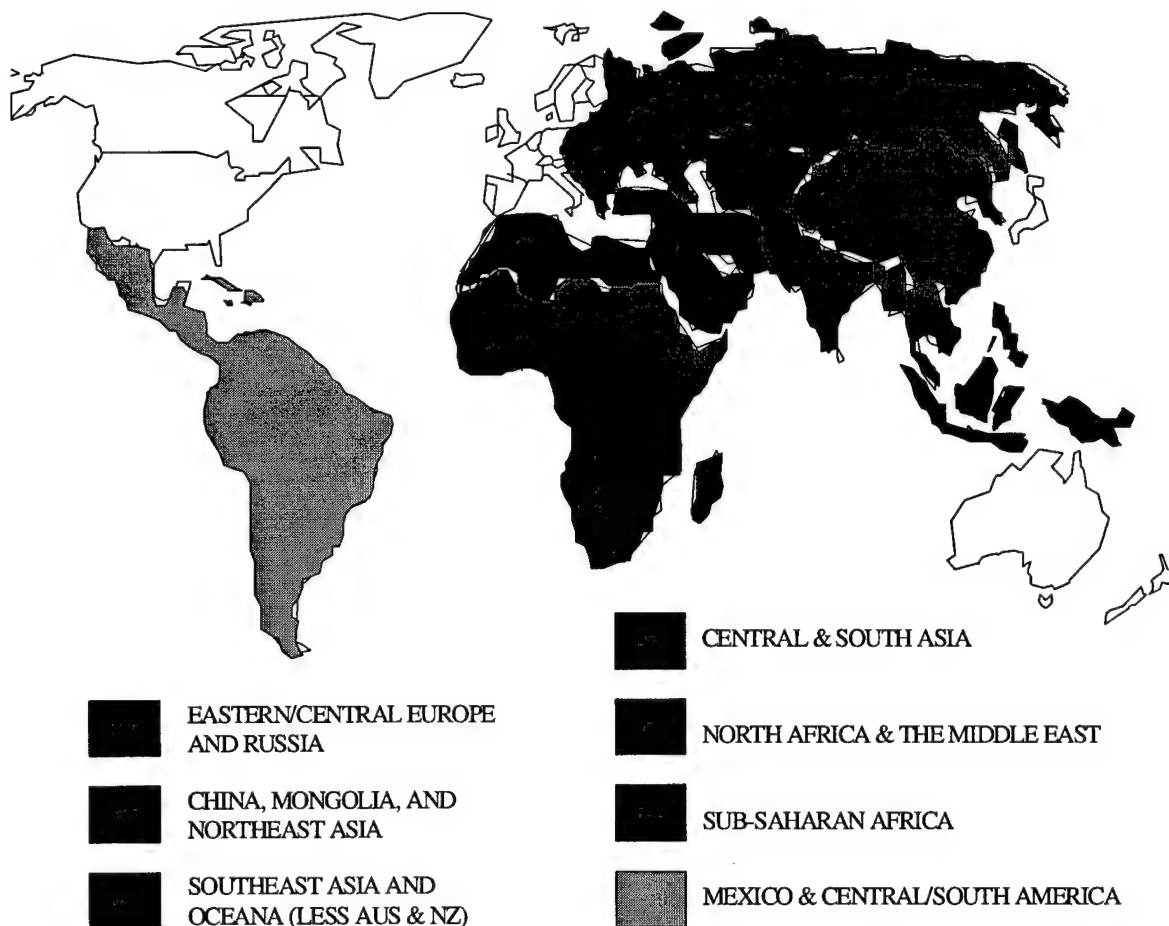 CENTRAL & SOUTH ASIA
EASTERN/CENTRAL EUROPE
AND RUSSIA
NORTH AFRICA & THE MIDDLE EAST
CHINA, MONGOLIA, AND
NORTHEAST ASIA
SUB-SAHARAN AFRICA
SOUTHEAST ASIA AND
OCEANA (LESS AUS & NZ)
MEXICO & CENTRAL/SOUTH AMERICA